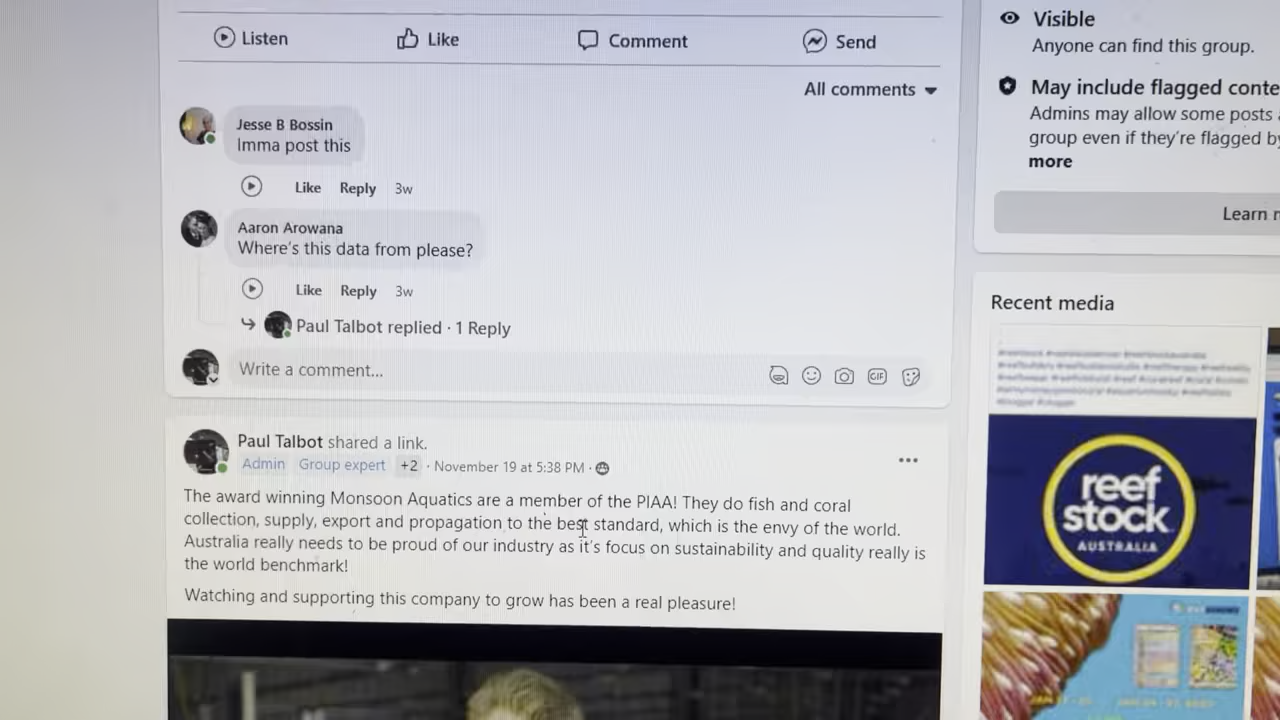 Listen Like Comment Send
All comments
Jesse B Bossin
Imma post this
Like Reply 3w
Aaron Arowana
Where's this data from please?
Like Reply 3w
Paul Talbot replied · 1 Reply
Write a comment...
GIF
Paul Talbot shared a link.
Admin Group expert +2 · November 19 at 5:38 PM ·
The award winning Monsoon Aquatics are a member of the PIAA! They do fish and coral
collection, supply, export and propagation to the best standard, which is the envy of the world.
Australia really needs to be proud of our industry as it's focus on sustainability and quality really is
the world benchmark!
Watching and supporting this company to grow has been a real pleasure!
Visible
Anyone can find this group.
May include flagged conte
Admins may allow some posts
group even if they're flagged by
more
Learn
Recent media
reef
stock
AUSTRALIA